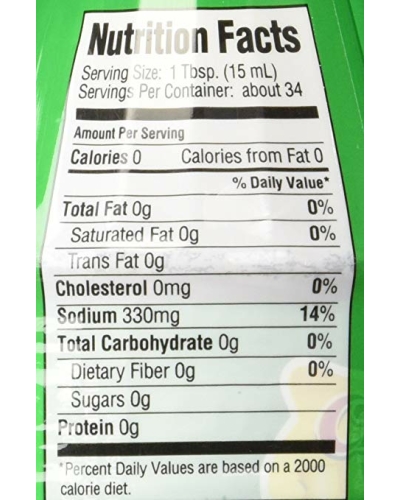 Nutrition Facts
Serving Size: 1 Tbsp. (15 mL)
Servings Per Container: about 34
Amount Per Serving
Calories 0 Calories from Fat 0
% Daily Value*
Total Fat 0g 0%
Saturated Fat 0g 0%
Trans Fat 0g
Cholesterol 0mg 0%
Sodium 330mg 14%
Total Carbohydrate 0g 0%
Dietary Fiber 0g 0%
Sugars 0g
Protein 0g
*Percent Daily Values are based on a 2000
calorie diet.